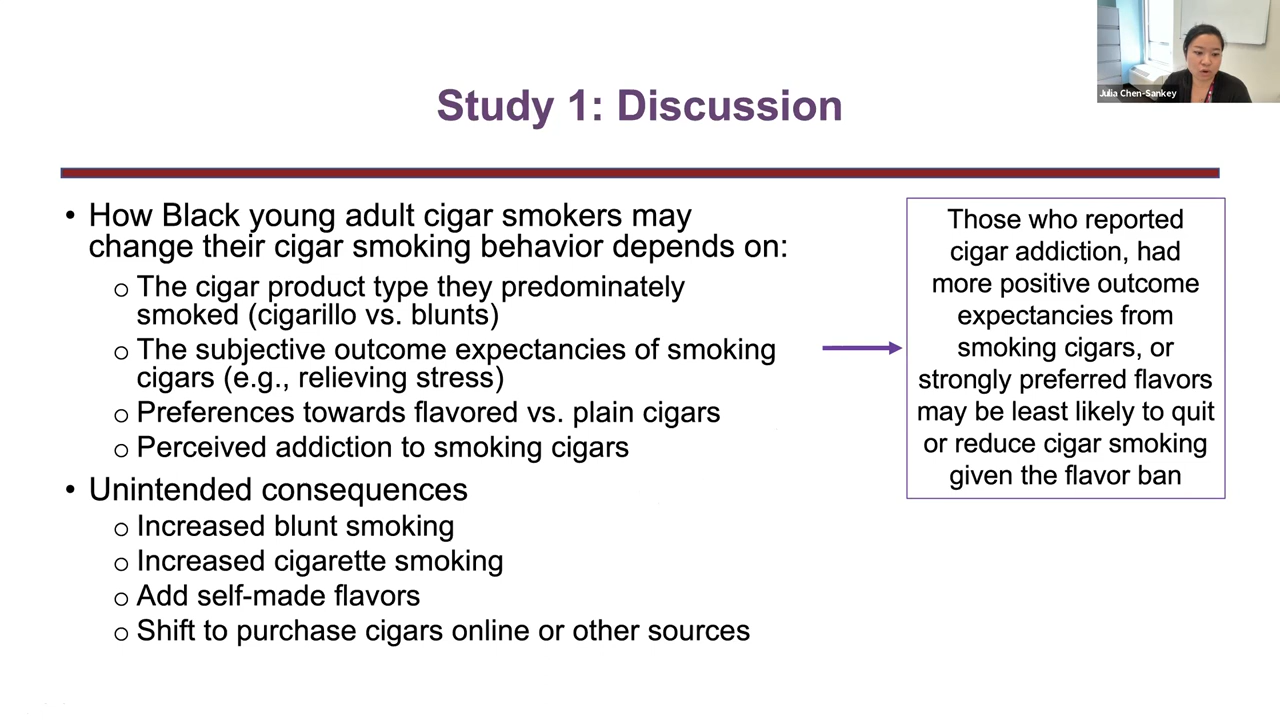 Julia Chen-Sankey
Study 1: Discussion
• How Black young adult cigar smokers may
change their cigar smoking behavior depends on:
o The cigar product type they predominately
smoked (cigarillo vs. blunts)
o The subjective outcome expectancies of smoking
cigars (e.g., relieving stress)
o Preferences towards flavored vs. plain cigars
o Perceived addiction to smoking cigars
• Unintended consequences
o Increased blunt smoking
o Increased cigarette smoking
o Add self-made flavors
o Shift to purchase cigars online or other sources
Those who reported
cigar addiction, had
more positive outcome
expectancies from
smoking cigars, or
strongly preferred flavors
may be least likely to quit
or reduce cigar smoking
given the flavor ban